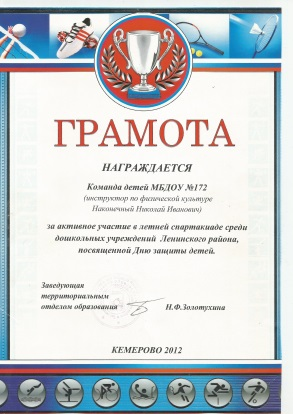 ГРАМОТА
НАГРАЖДАЕТСЯ
Команда детей МБДОУ №172
(инструктор по физической культуре
Наконечный Николай Иванович)
за активное участие в летней спартакиаде среди
дошкольных учреждений Ленинского района,
посвященной Дню защиты детей.
Заведующая
территориальным
отделом образования Н.Ф.Золотухина
КЕМЕРОВО 2012